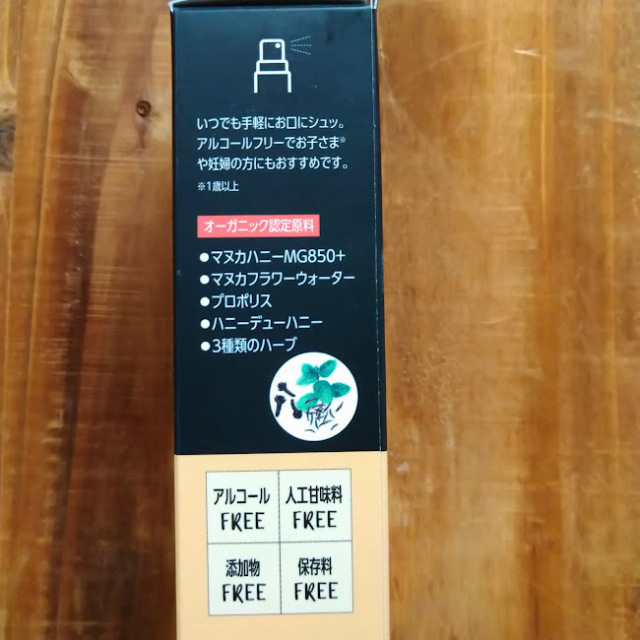 いつでも手軽にお口にシュッ。
アルコールフリーでお子さま※
や妊婦の方にもおすすめです。
※1歳以上
オーガニック認定原料
●マヌカハニーMG850+
●マヌカフラワーウォーター
●プロポリス
●ハニーデューハニー
●3種類のハーブ
アルコール
FREE
人工甘味料
FREE
添加物
FREE
保存料
FREE